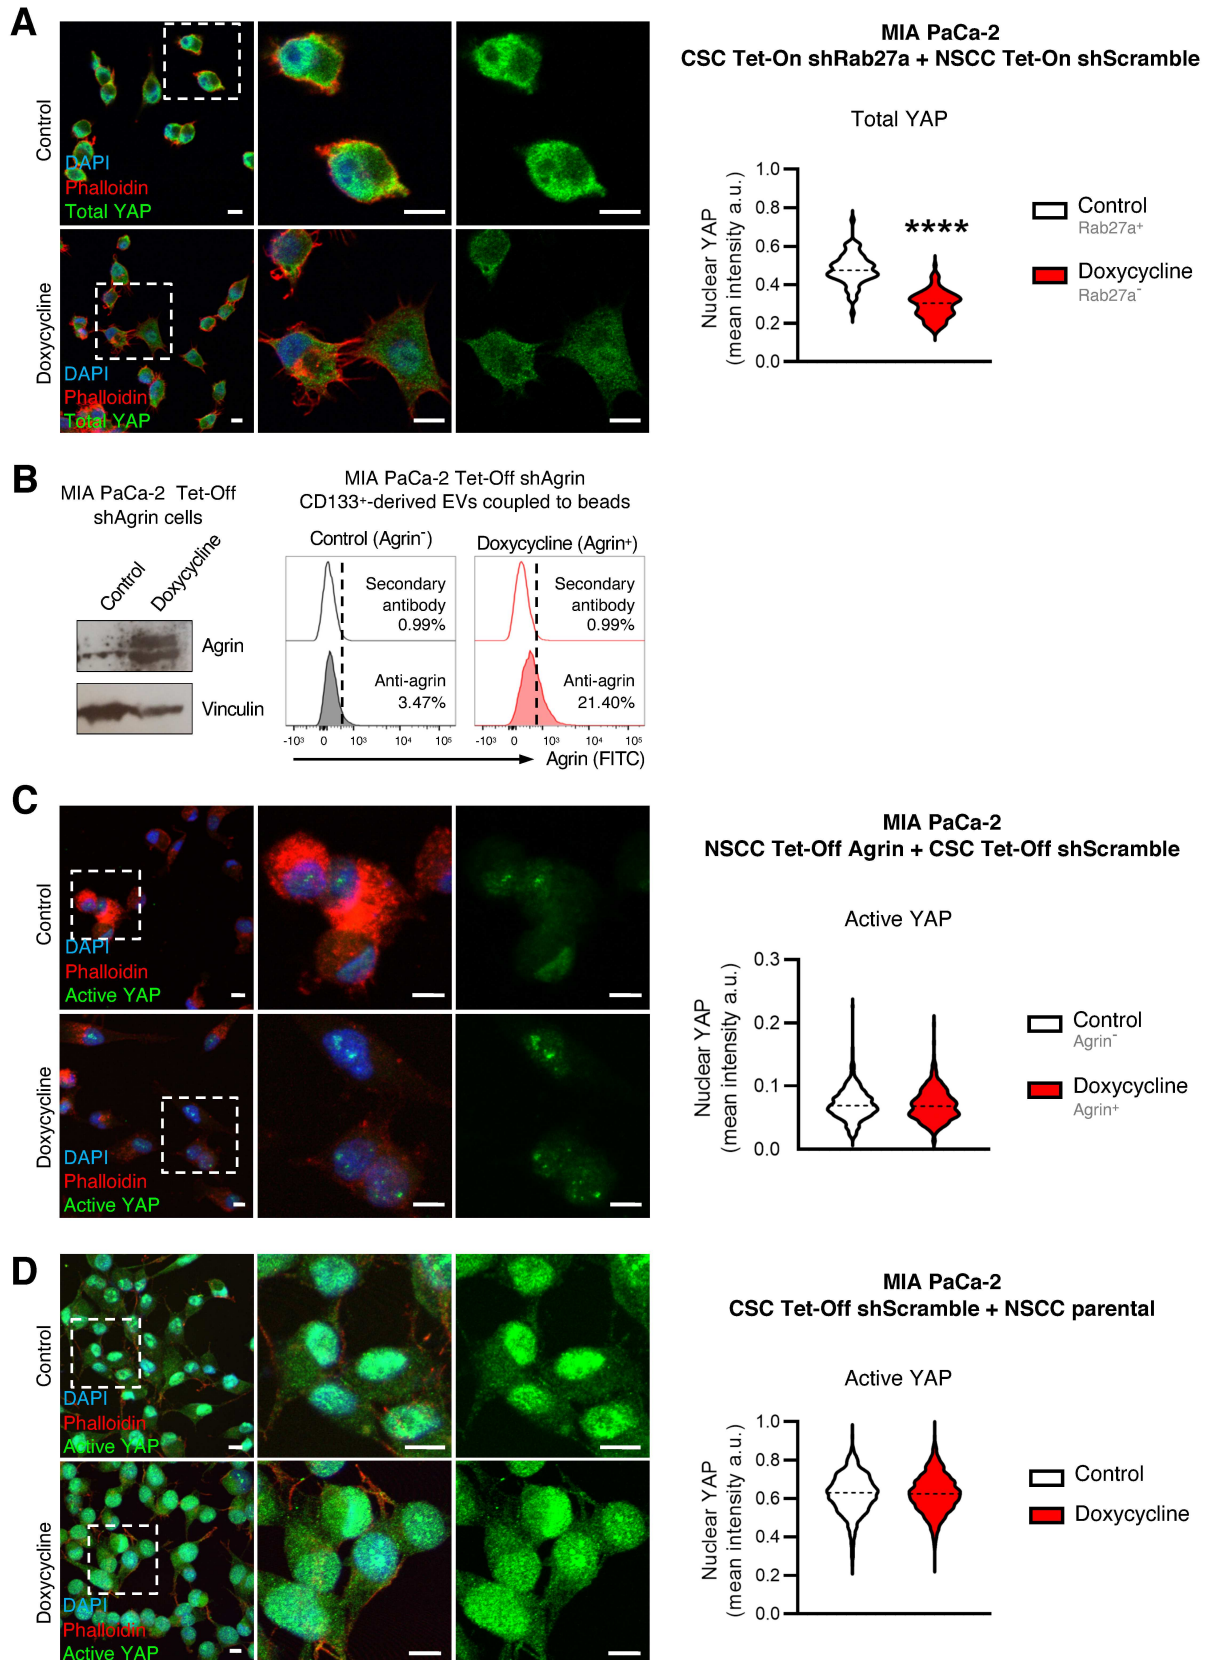 A
Control
DAPI
Phalloidin
Total YAP
Doxycycline
DAPI
Phalloidin
Total YAP
MIA PaCa-2
CSC Tet-On shRab27a + NSCC Tet-On shScramble
Total YAP
Nuclear YAP
(mean intensity a.u.)
1.0
0.8
0.6
0.4
0.2
0.0
****
Control
Rab27a+
Doxycycline
Rab27a-
B
MIA PaCa-2 Tet-Off
shAgrin cells
Control
Doxycycline
Agrin
Vinculin
MIA PaCa-2 Tet-Off shAgrin
CD133+-derived EVs coupled to beads
Control (Agrin-)
Secondary
antibody
0.99%
Anti-agrin
3.47%
-10³ 0 10³ 10⁴ 10⁵
Doxycycline (Agrin+)
Secondary
antibody
0.99%
Anti-agrin
21.40%
-10³ 0 10³ 10⁴ 10⁵
Agrin (FITC)
C
Control
DAPI
Phalloidin
Active YAP
Doxycycline
DAPI
Phalloidin
Active YAP
MIA PaCa-2
NSCC Tet-Off Agrin + CSC Tet-Off shScramble
Active YAP
Nuclear YAP
(mean intensity a.u.)
0.3
0.2
0.1
0.0
Control
Agrin-
Doxycycline
Agrin+
D
Control
DAPI
Phalloidin
Active YAP
Doxycycline
DAPI
Phalloidin
Active YAP
MIA PaCa-2
CSC Tet-Off shScramble + NSCC parental
Active YAP
Nuclear YAP
(mean intensity a.u.)
1.0
0.8
0.6
0.4
0.2
0.0
Control
Doxycycline